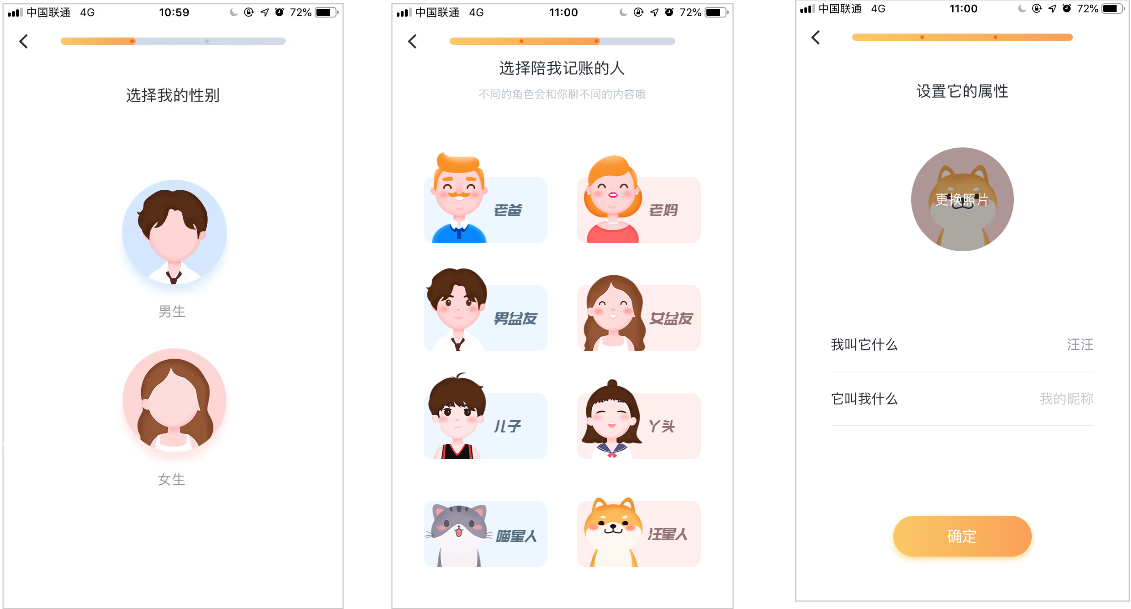 中国联通 4G 10:59 72%
选择我的性别
男生
女生
中国联通 4G 11:00 72%
选择陪我记账的人
不同的角色会和你聊不同的内容哦
老爸 老妈
男盆友 女盆友
儿子 丫头
喵星人 汪星人
中国联通 4G 11:00 72%
设置它的属性
更换照片
我叫它什么 汪汪
它叫我什么 我的昵称
确定